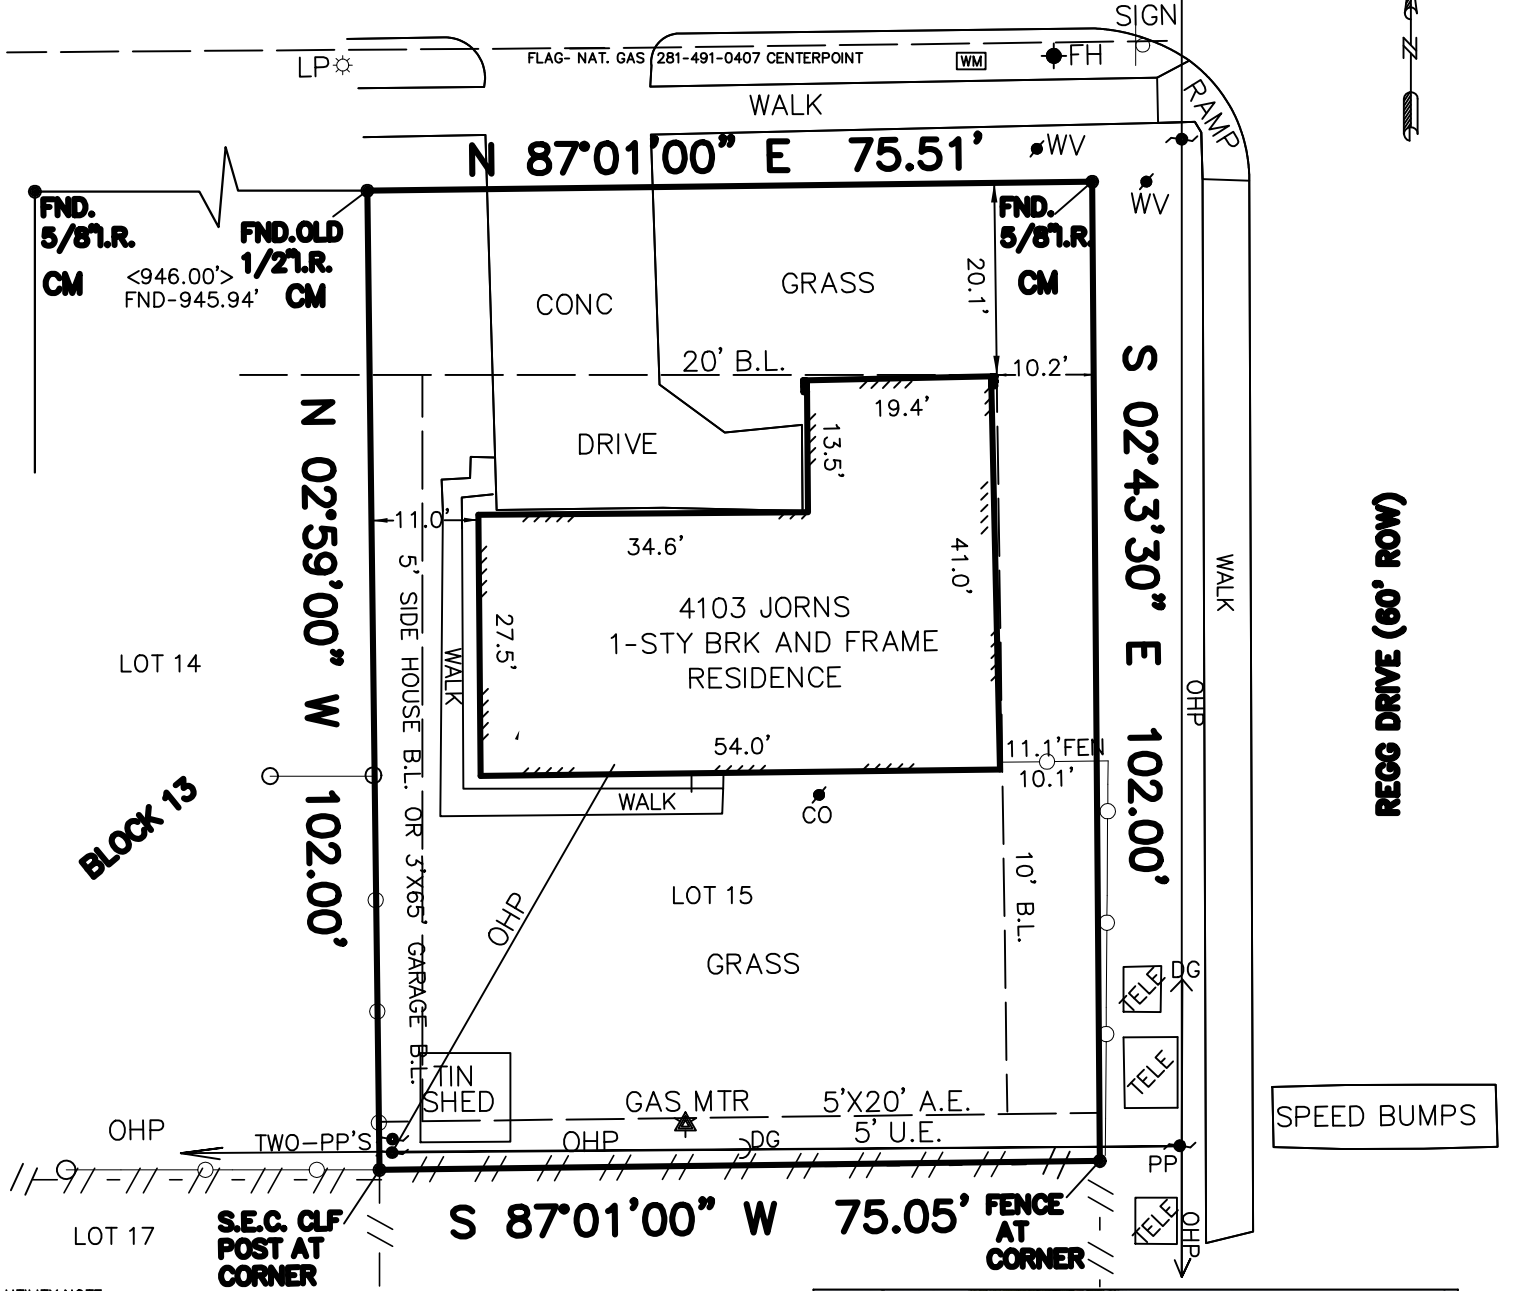 SIGN
N
LP
FLAG- NAT. GAS 281-491-0407 CENTERPOINT
WM
FH
WALK
RAMP
N 87°01'00" E 75.51'
WV
WV
FND.
5/8"I.R.
CM
FND.OLD
1/2"I.R.
CM
<946.00'>
FND-945.94'
FND.
5/8"I.R.
CM
CONC
GRASS
20.1'
20' B.L.
10.2'
19.4'
13.5'
DRIVE
N 02°59'00" W 102.00'
S 02°43'30" E 102.00'
11.0'
34.6'
41.0'
27.5'
5' SIDE HOUSE B.L. OR 3'X65' GARAGE B.L.
WALK
4103 JORNS
1-STY BRK AND FRAME
RESIDENCE
WALK
OHP
REGG DRIVE (60' ROW)
LOT 14
BLOCK 13
54.0'
11.1'FEN
10.1'
WALK
CO
10' B.L.
LOT 15
OHP
GRASS
DG
TELE
TELE
TIN
SHED
GAS MTR
5'X20' A.E.
5' U.E.
SPEED BUMPS
OHP
TWO-PP'S
OHP
DG
PP
TELE
OHP
LOT 17
S.E.C. CLF
POST AT
CORNER
S 87°01'00" W 75.05'
FENCE
AT
CORNER